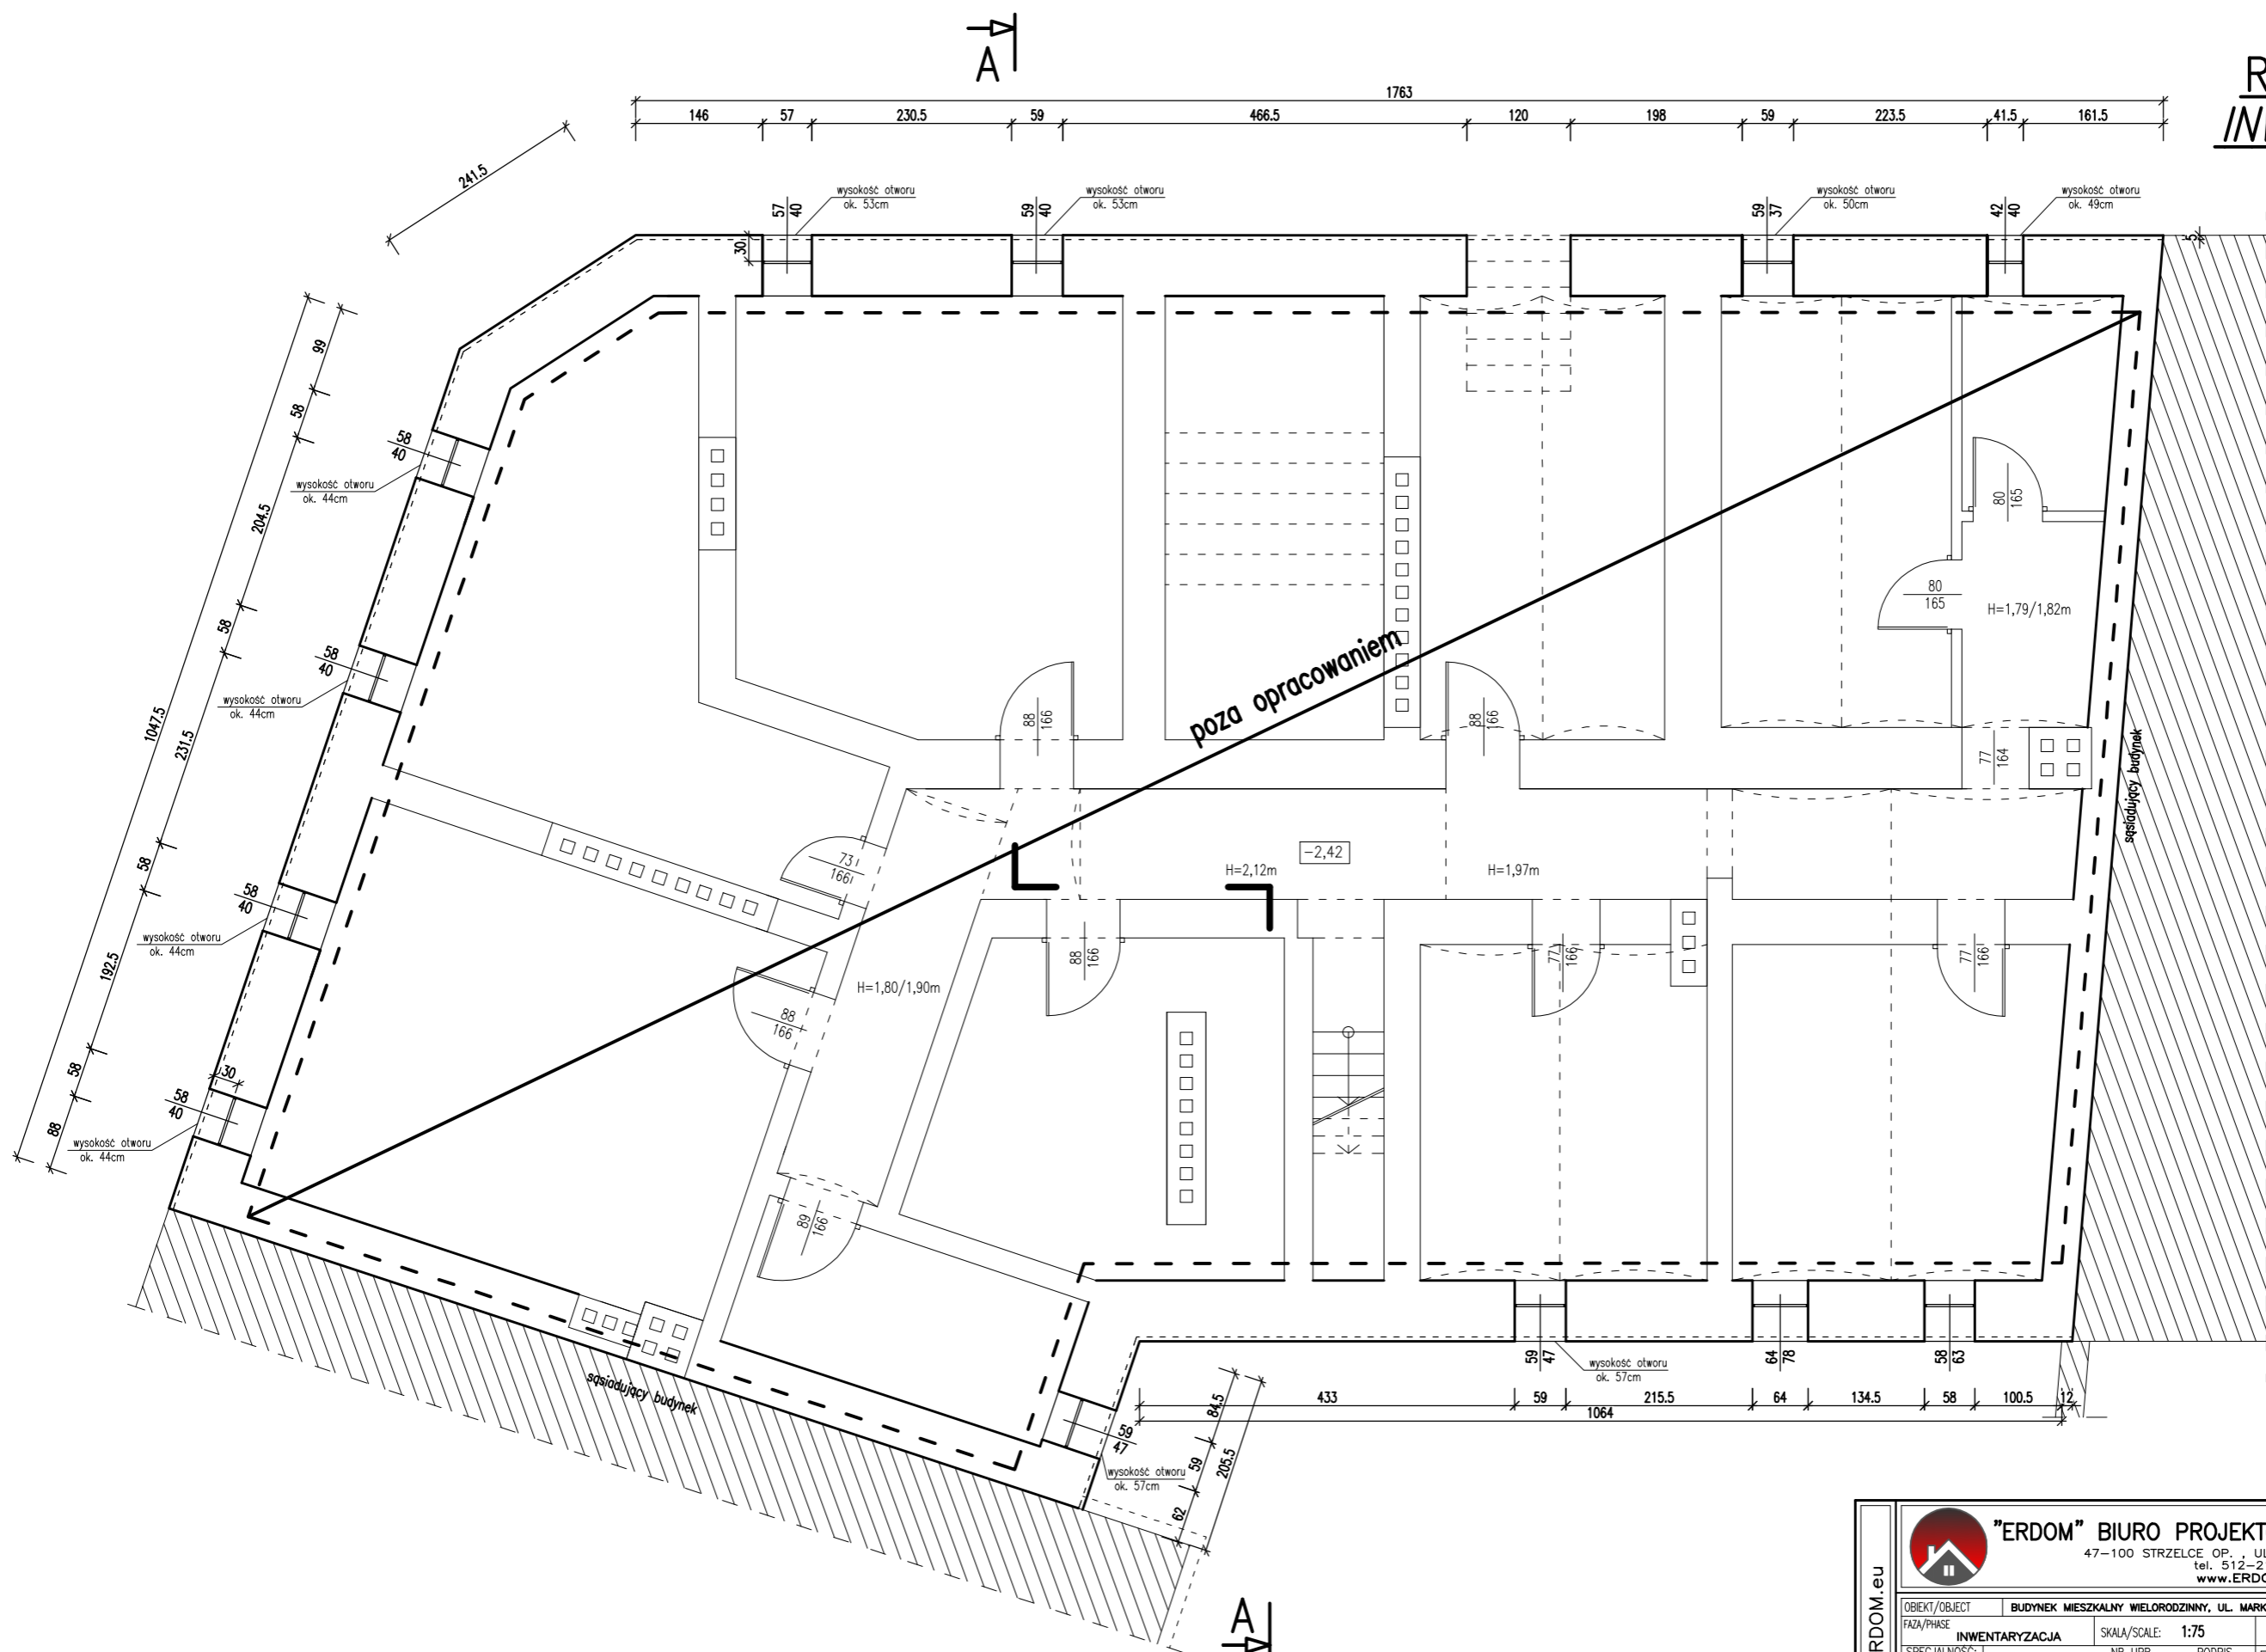 A
R
IN
1763
146
57
230.5
59
466.5
120
198
59
223.5
41.5
161.5
241.5
wysokość otworu
ok. 53cm
wysokość otworu
ok. 53cm
wysokość otworu
ok. 50cm
wysokość otworu
ok. 49cm
57
40
59
40
59
37
42
40
30
5
99
58
204.5
58
231.5
58
192.5
58
88
1047.5
58
40
wysokość otworu
ok. 44cm
58
40
wysokość otworu
ok. 44cm
58
40
wysokość otworu
ok. 44cm
30
58
40
wysokość otworu
ok. 44cm
80
165
80
165
H=1,79/1,82m
poza opracowaniem
88
166
88
166
77
164
sąsiadujący budynek
73
166
-2,42
H=2,12m
H=1,97m
88
166
77
166
77
166
H=1,80/1,90m
88
166
89
166
sąsiadujący budynek
59
47
wysokość otworu
ok. 57cm
64
78
58
63
433
59
215.5
64
134.5
58
100.5
12
1064
84.5
59
62
205.5
59
47
wysokość otworu
ok. 57cm
A
RDOM.eu
"ERDOM" BIURO PROJEKT
47-100 STRZELCE OP. , UL
tel. 512-2
www.ERDO
OBIEKT/OBJECT
BUDYNEK MIESZKALNY WIELORODZINNY, UL. MARK
FAZA/PHASE
INWENTARYZACJA
SKALA/SCALE: 1:75